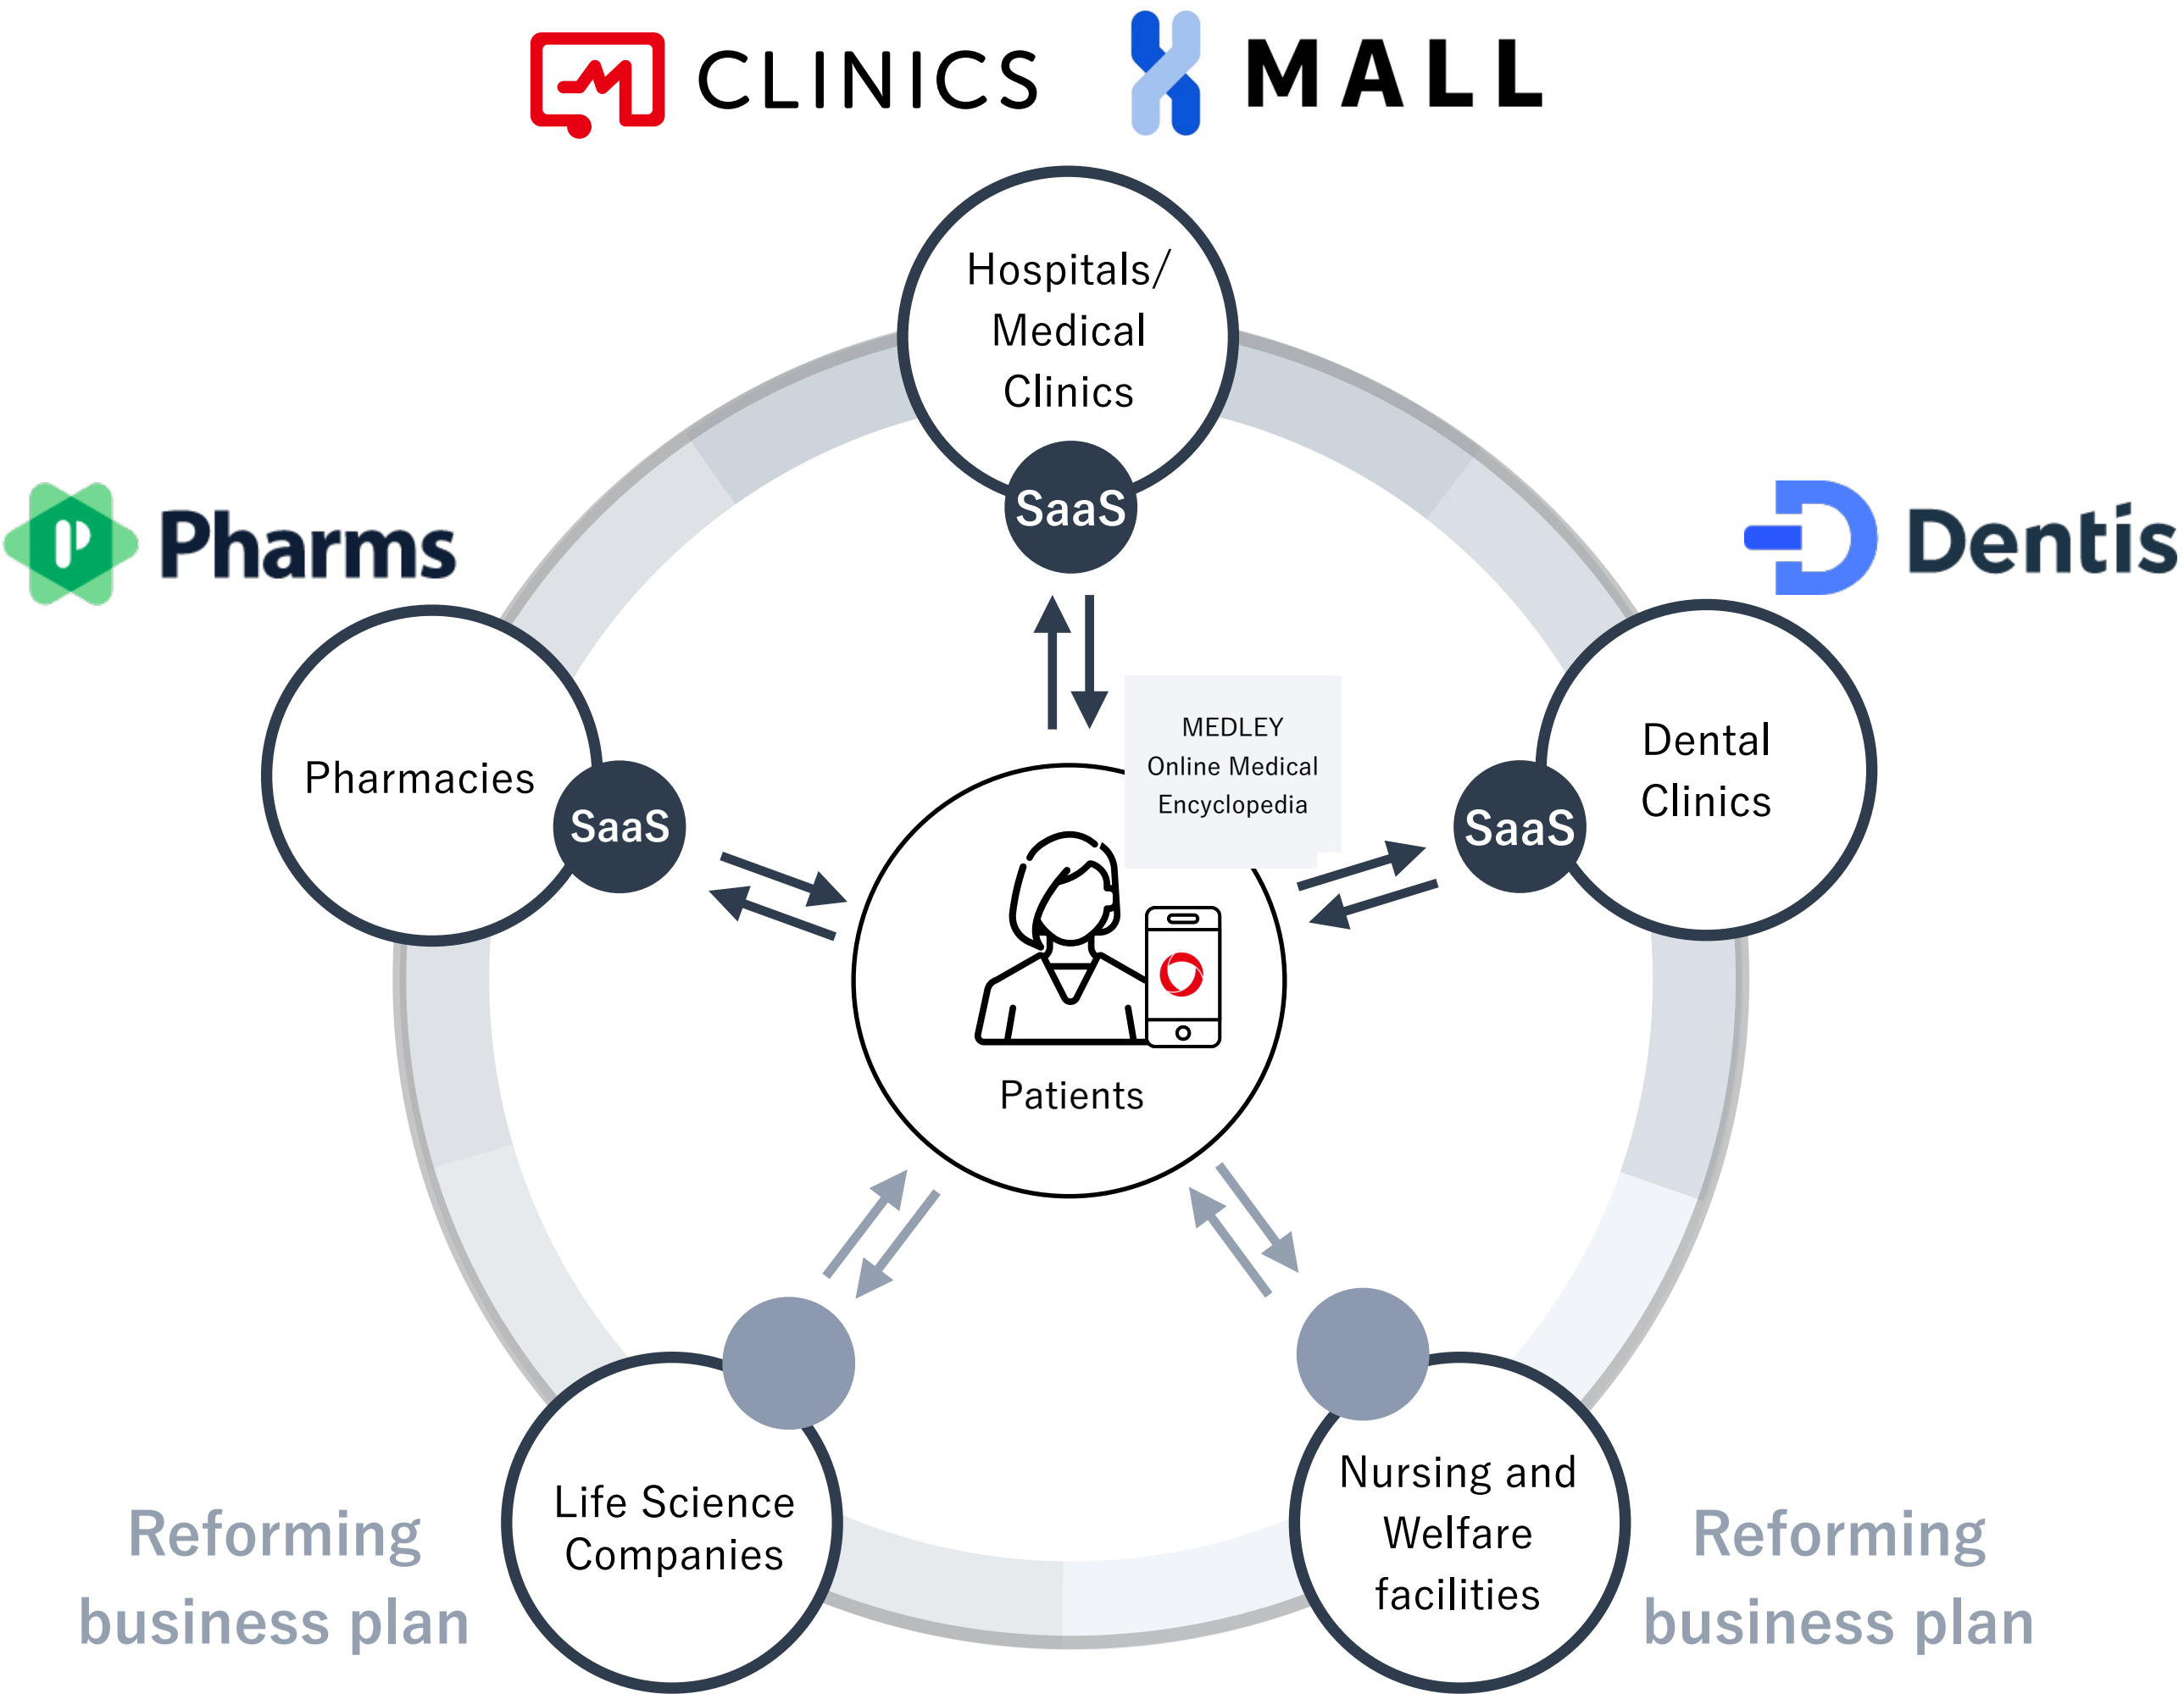 CLINICS
MALL
Hospitals/
Medical
Clinics
SaaS
Pharms
Dentis
Pharmacies
SaaS
MEDLEY
Online Medical
Encyclopedia
Dental
Clinics
SaaS
Patients
Life Science
Companies
Reforming
business plan
Nursing and
Welfare
facilities
Reforming
business plan